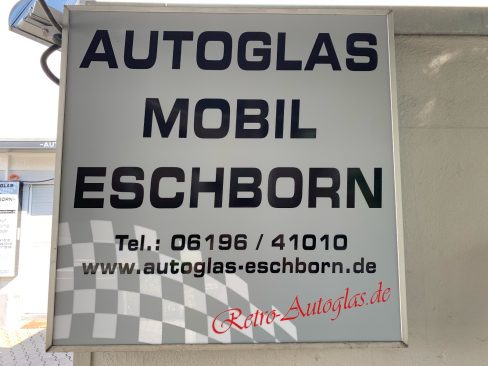 AUTOGLAS
MOBIL
ESCHBORN
Tel.: 06196 / 41010
www.autoglas-eschborn.de
Retro-Autoglas.de